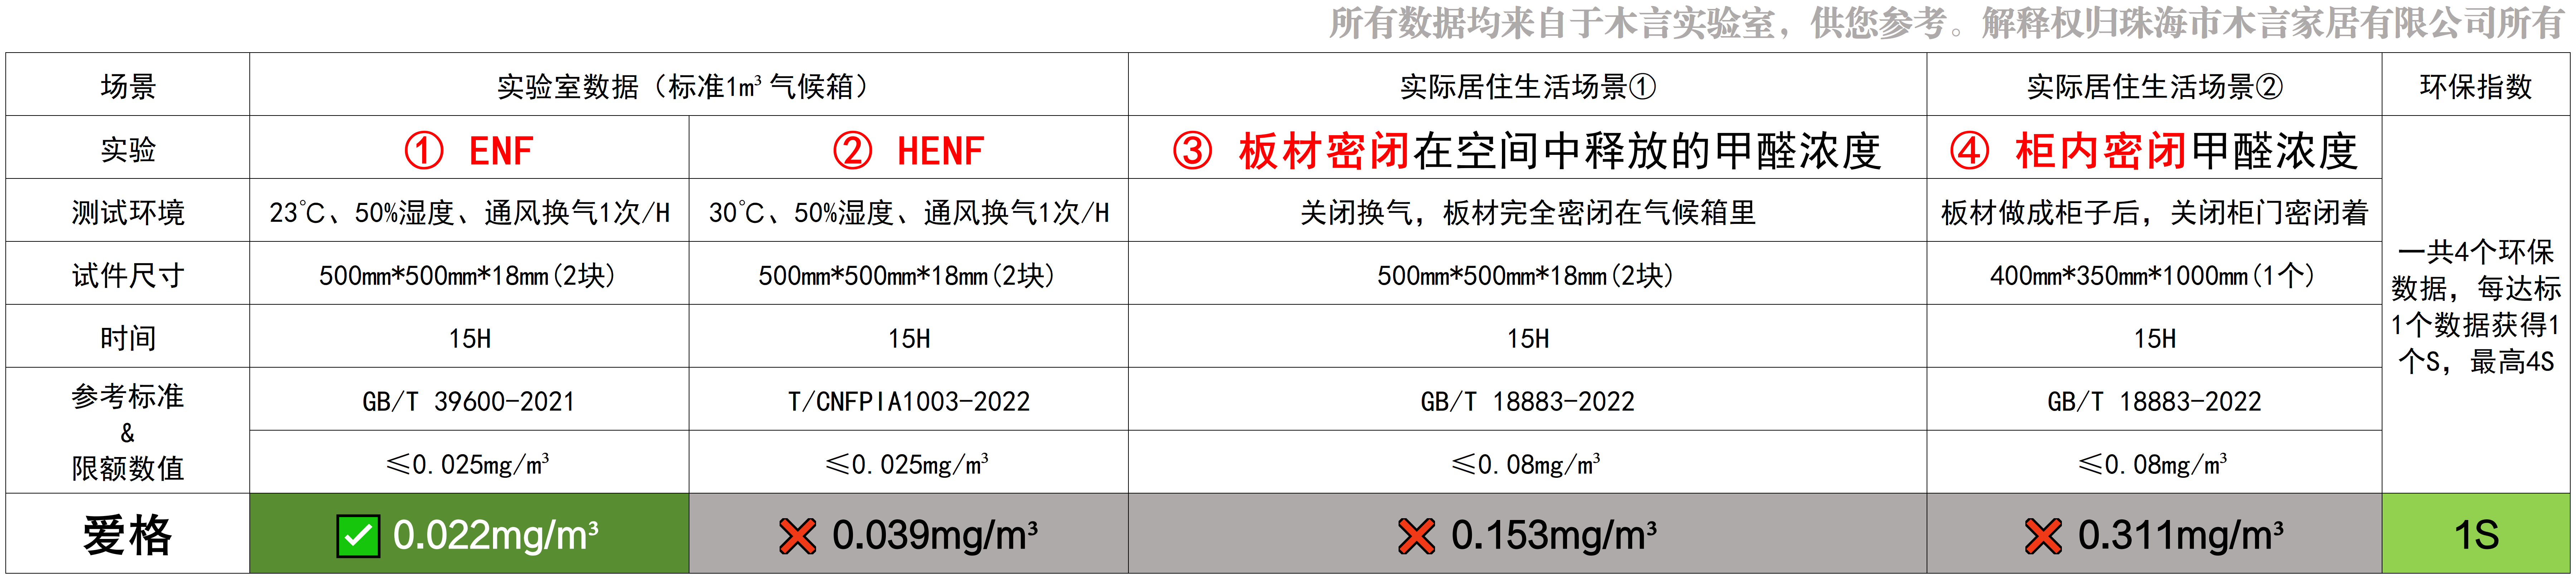 所有数据均来自于木言实验室，供您参考。解释权归珠海市木言家居有限公司所有
场景
实验室数据（标准1m³ 气候箱）
实际居住生活场景①
实际居住生活场景②
环保指数
实验
① ENF
② HENF
③ 板材密闭在空间中释放的甲醛浓度
④ 柜内密闭甲醛浓度
测试环境
23℃、50%湿度、通风换气1次/H
30℃、50%湿度、通风换气1次/H
关闭换气，板材完全密闭在气候箱里
板材做成柜子后，关闭柜门密闭着
一共4个环保
数据，每达标
1个数据获得1
个S，最高4S
试件尺寸
500mm*500mm*18mm(2块)
500mm*500mm*18mm(2块)
500mm*500mm*18mm(2块)
400mm*350mm*1000mm(1个)
时间
15H
15H
15H
15H
参考标准
&
限额数值
GB/T 39600-2021
T/CNFPIA1003-2022
GB/T 18883-2022
GB/T 18883-2022
≤0.025mg/m³
≤0.025mg/m³
≤0.08mg/m³
≤0.08mg/m³
爱格
✅ 0.022mg/m³
❌ 0.039mg/m³
❌ 0.153mg/m³
❌ 0.311mg/m³
1S